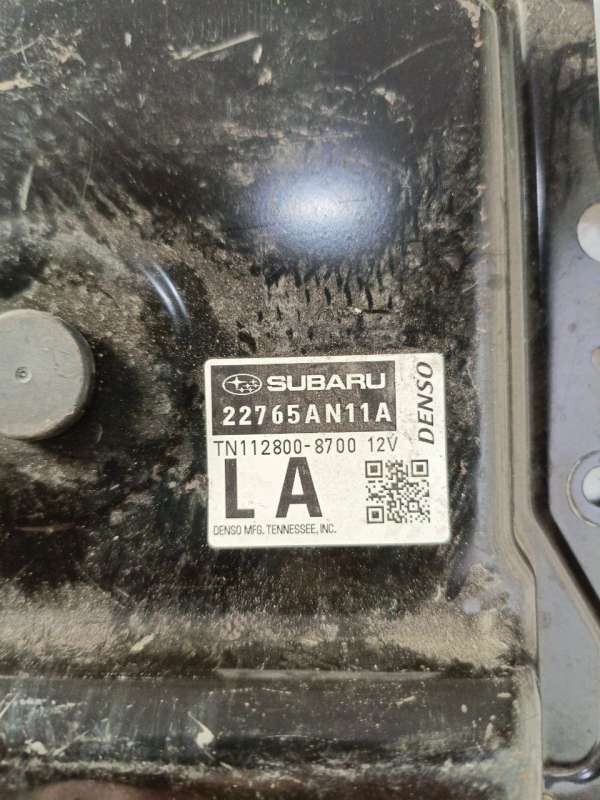 SUBARU
22765AN11A
DENSO
TN112800-8700 12V
LA
DENSO MFG, TENNESSEE, INC.